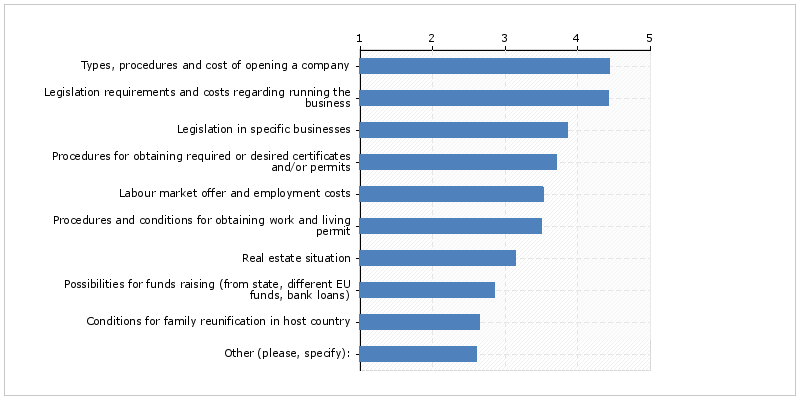 1 2 3 4 5
Types, procedures and cost of opening a company
Legislation requirements and costs regarding running the
business
Legislation in specific businesses
Procedures for obtaining required or desired certificates
and/or permits
Labour market offer and employment costs
Procedures and conditions for obtaining work and living
permit
Real estate situation
Possibilities for funds raising (from state, different EU
funds, bank loans)
Conditions for family reunification in host country
Other (please, specify):